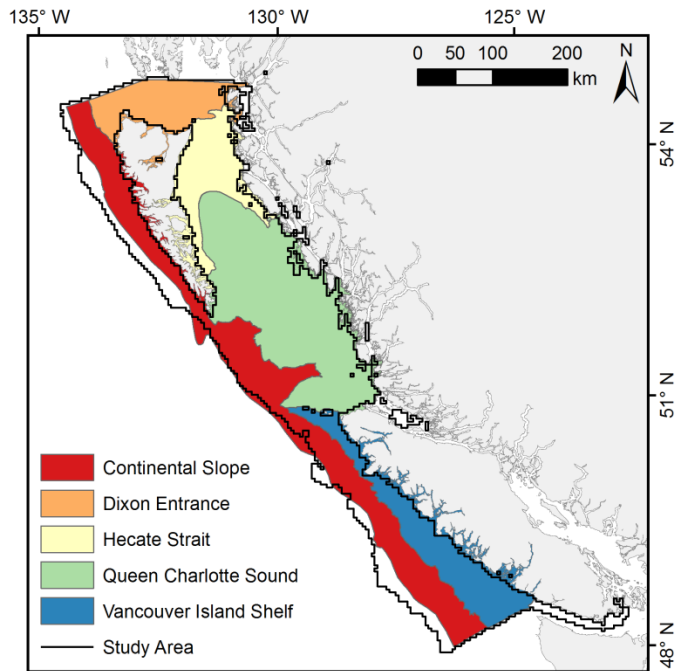 135° W 130° W 125° W
0 50 100 200
km
N
54° N
51° N
48° N
Continental Slope
Dixon Entrance
Hecate Strait
Queen Charlotte Sound
Vancouver Island Shelf
Study Area